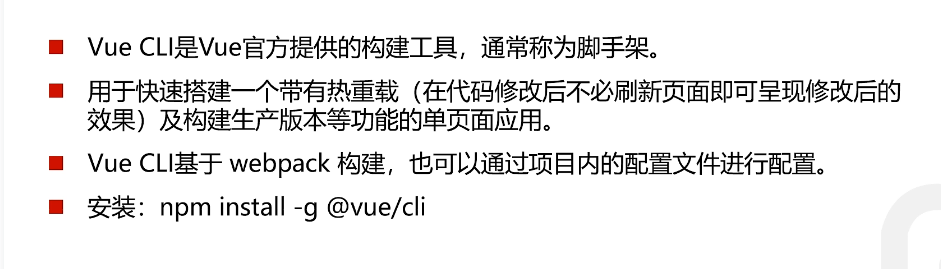 Vue CLI是Vue官方提供的构建工具，通常称为脚手架。
用于快速搭建一个带有热重载（在代码修改后不必刷新页面即可呈现修改后的
效果）及构建生产版本等功能的单页面应用。
Vue CLI基于 webpack 构建，也可以通过项目内的配置文件进行配置。
安装：npm install -g @vue/cli